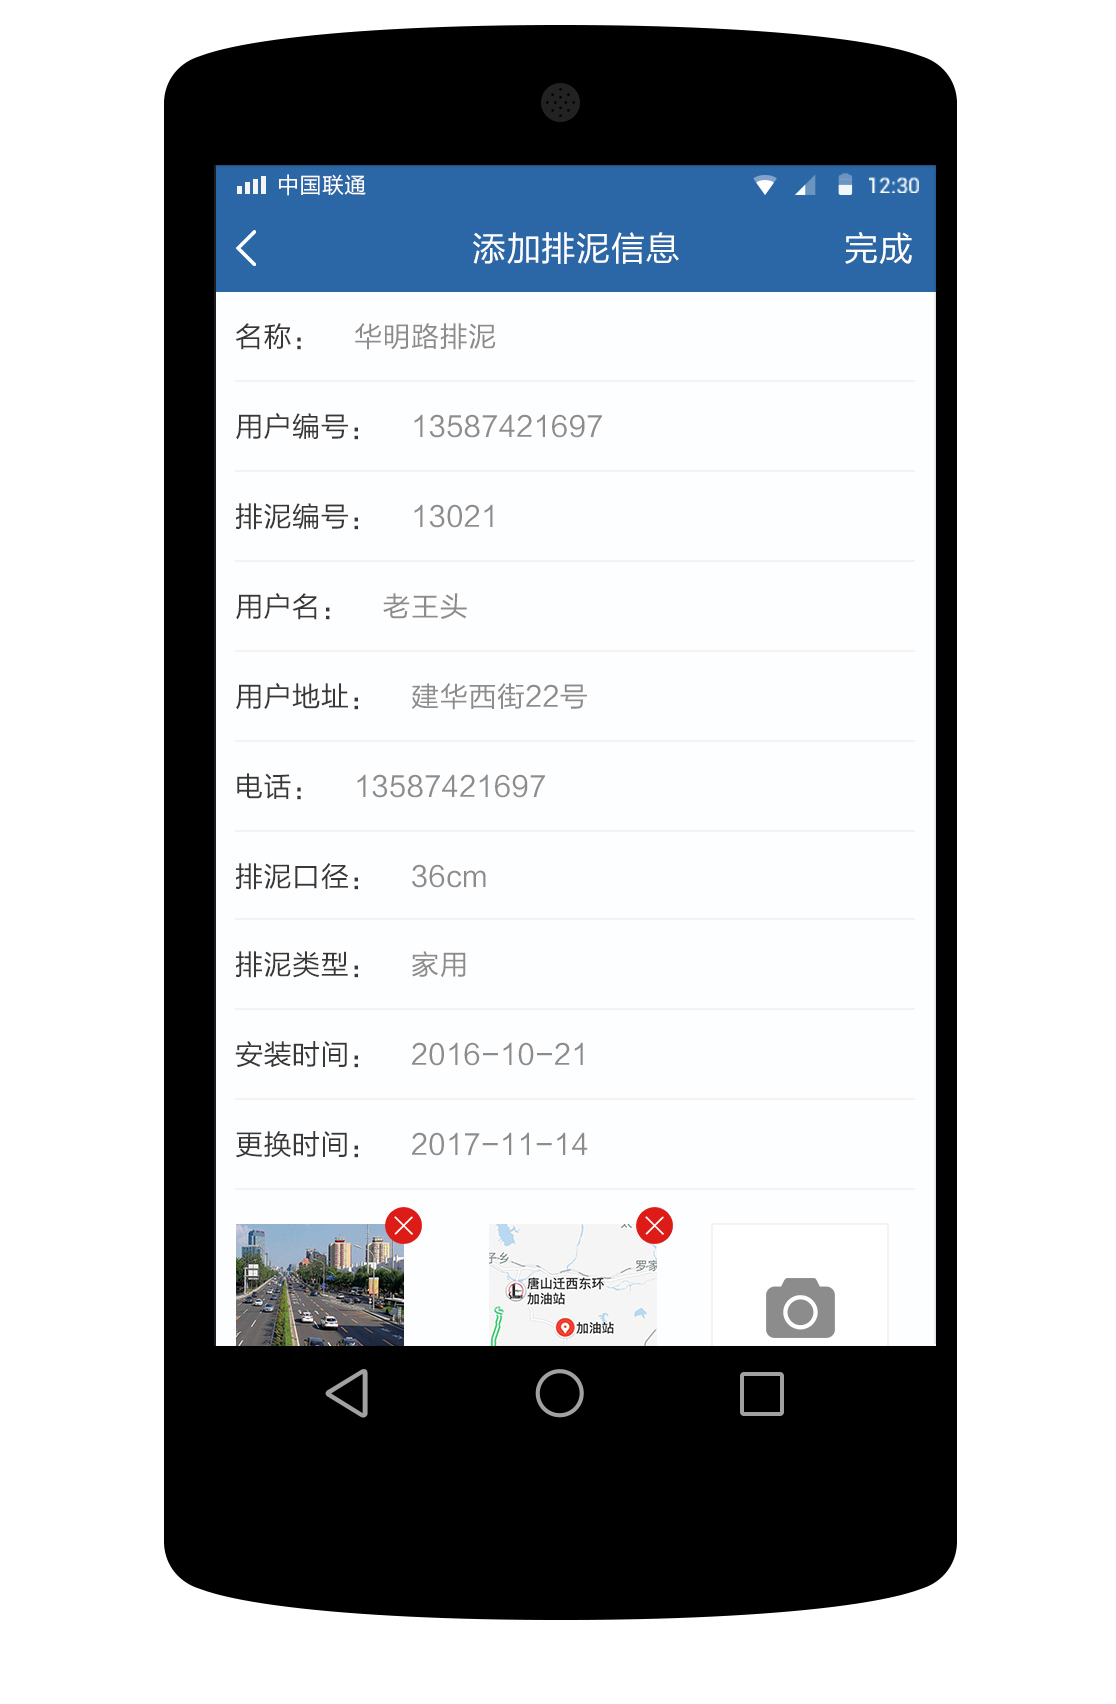 中国联通 12:30
添加排泥信息 完成
名称： 华明路排泥
用户编号： 13587421697
排泥编号： 13021
用户名： 老王头
用户地址： 建华西街22号
电话： 13587421697
排泥口径： 36cm
排泥类型： 家用
安装时间： 2016-10-21
更换时间： 2017-11-14
子乡
罗家
唐山迁西东环
加油站
加油站